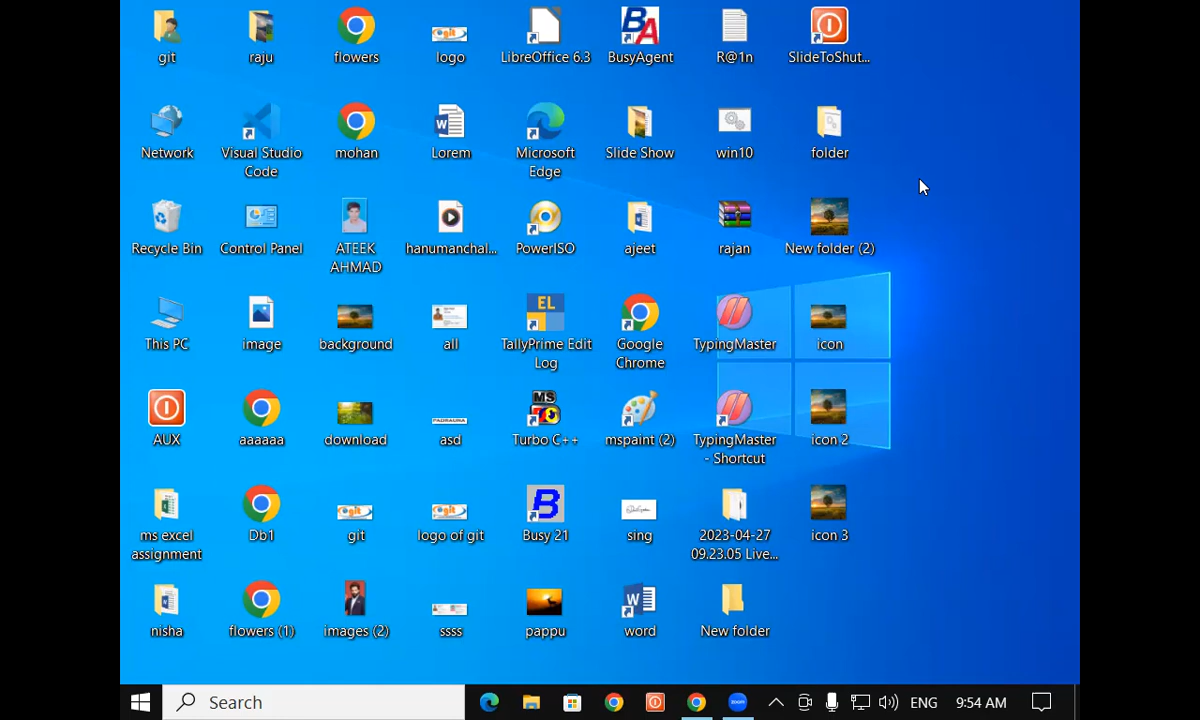 git
raju
flowers
logo
LibreOffice 6.3
BusyAgent
R@1n
SlideToShut...
Network
Visual Studio
Code
mohan
Lorem
Microsoft
Edge
Slide Show
win10
folder
Recycle Bin
Control Panel
ATEEK
AHMAD
hanumanchal...
PowerISO
ajeet
rajan
New folder (2)
This PC
image
background
all
EL
TallyPrime Edit
Log
Google
Chrome
TypingMaster
icon
AUX
aaaaaa
download
PADRAUNA
asd
MS
Turbo C++
mspaint (2)
TypingMaster
- Shortcut
icon 2
ms excel
assignment
Db1
git
logo of git
Busy 21
sing
2023-04-27
09.23.05 Live...
icon 3
nisha
flowers (1)
images (2)
ssss
pappu
word
New folder
Search
zoom
ENG
9:54 AM